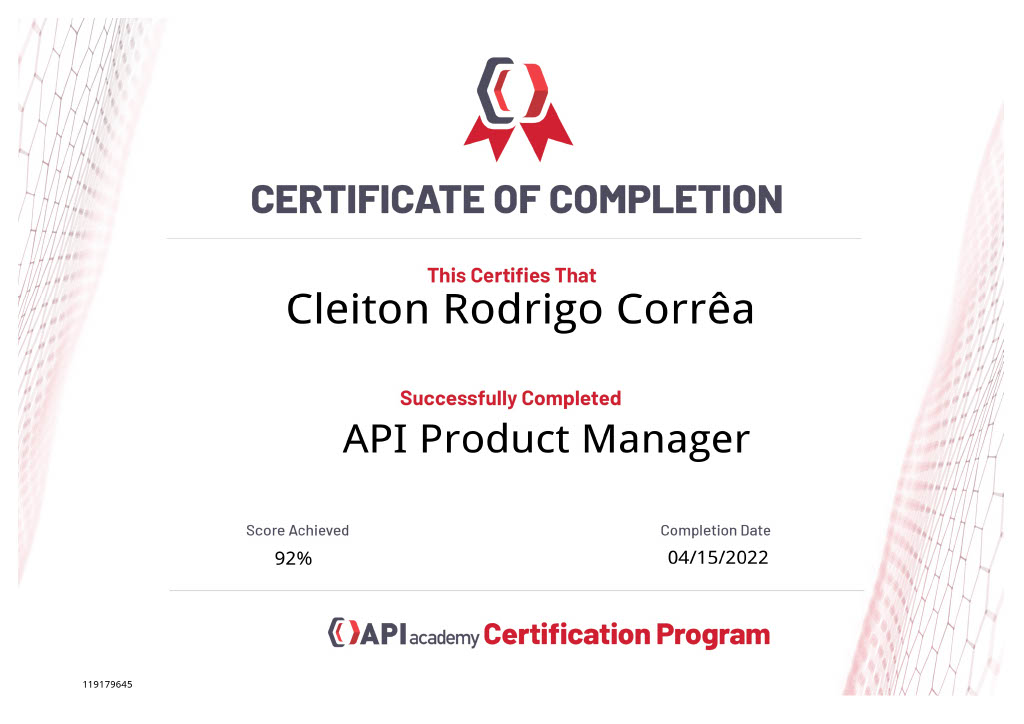 CERTIFICATE OF COMPLETION
This Certifies That
Cleiton Rodrigo Corrêa
Successfully Completed
API Product Manager
Score Achieved
Completion Date
92%
04/15/2022
API academy Certification Program
119179645